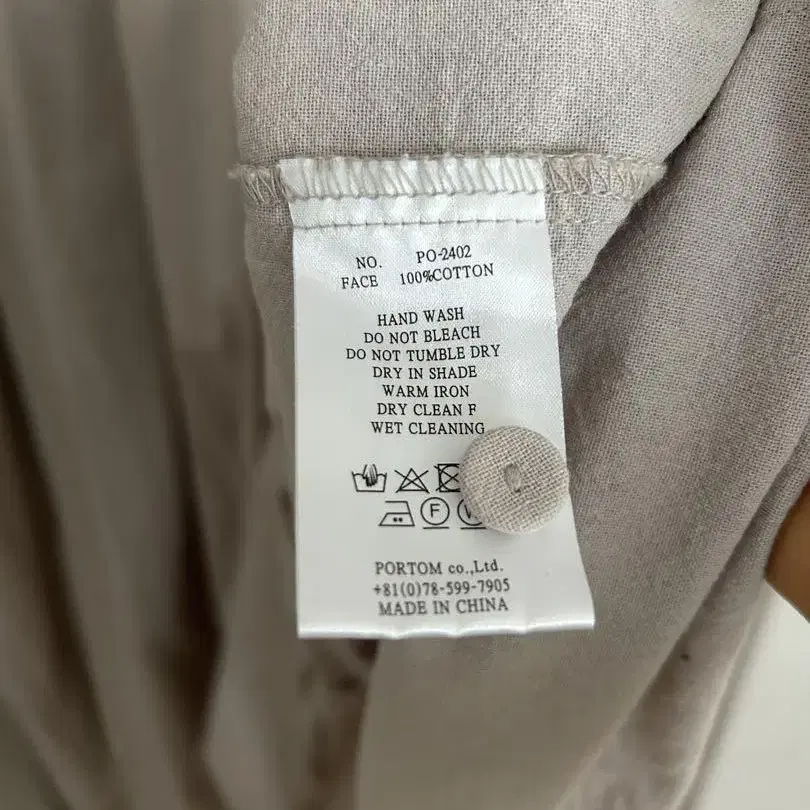 NO. PO-2402
FACE 100%COTTON
HAND WASH
DO NOT BLEACH
DO NOT TUMBLE DRY
DRY IN SHADE
WARM IRON
DRY CLEAN F
WET CLEANING
F
PORTOM co.,Ltd.
+81(0)78-599-7905
MADE IN CHINA